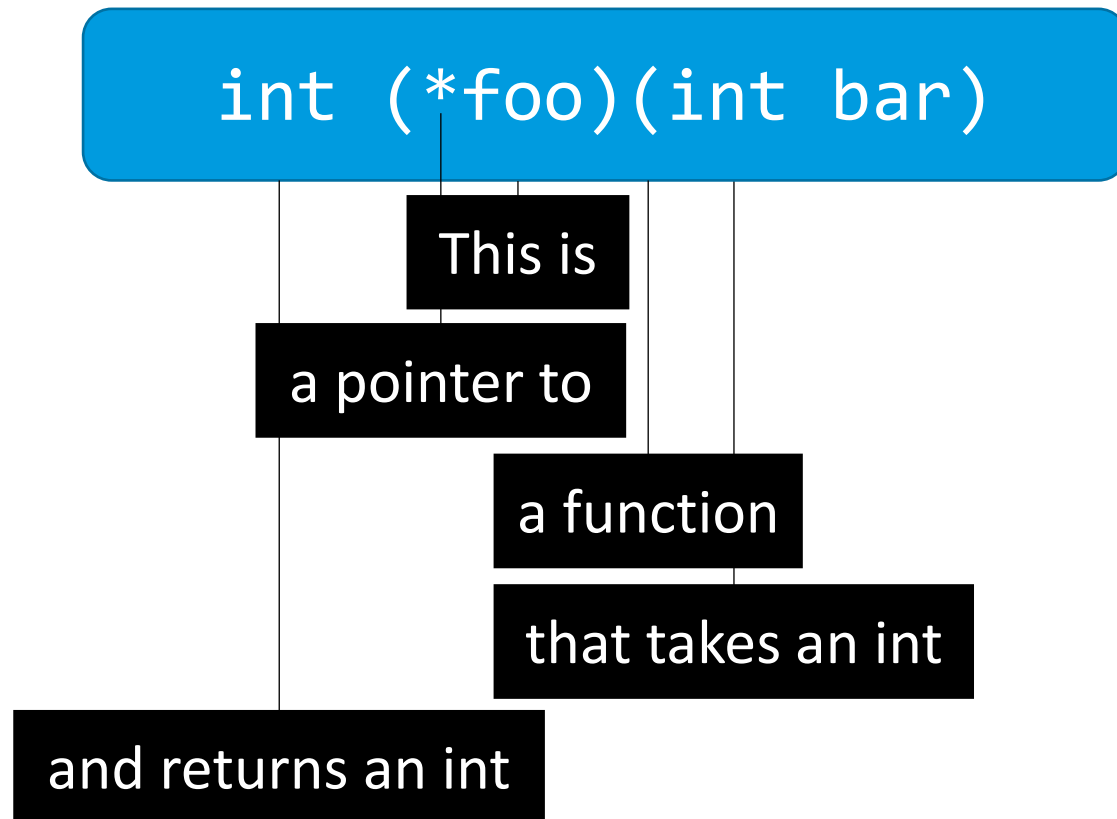 int (*foo)(int bar)
This is
a pointer to
a function
that takes an int
and returns an int